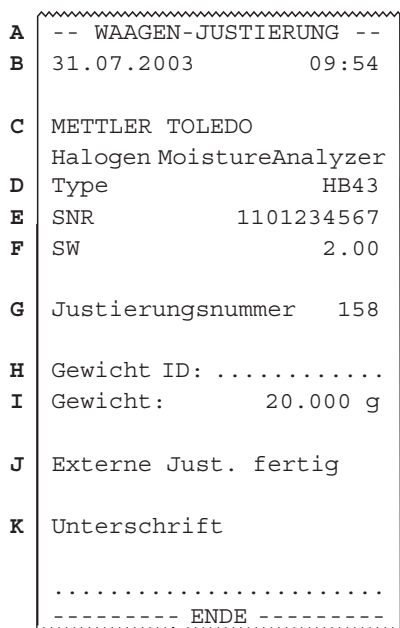 A -- WAAGEN-JUSTIERUNG --
B 31.07.2003 09:54
C METTLER TOLEDO
Halogen MoistureAnalyzer
D Type HB43
E SNR 1101234567
F SW 2.00
G Justierungsnummer 158
H Gewicht ID: ............
I Gewicht: 20.000 g
J Externe Just. fertig
K Unterschrift
........................
--------- ENDE ---------